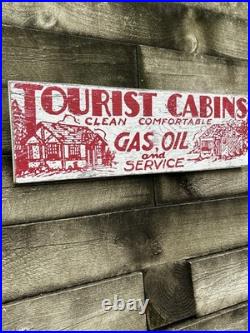 TOURIST CABINS
CLEAN COMFORTABLE
GAS, OIL
and
SERVICE